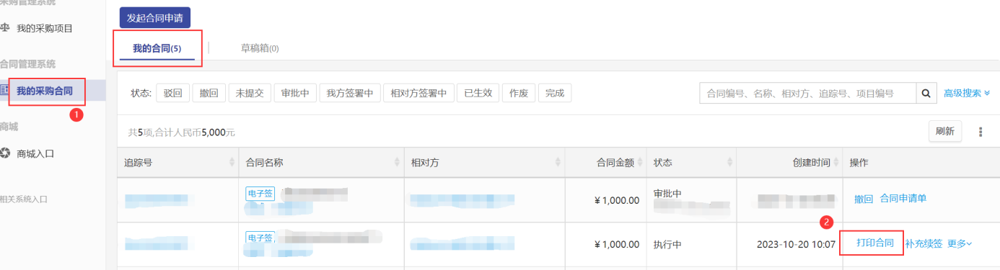 采购管理系统
发起合同申请
我的采购项目
我的合同(5)
草稿箱(0)
合同管理系统
我的采购合同
1
状态: 驳回 撤回 未提交 审批中 我方签署中 相对方签署中 已生效 作废 完成
合同编号、名称、相对方、追踪号、项目编号
高级搜索
商城
共5项,合计人民币5,000元
刷新
商城入口
追踪号 合同名称 相对方 合同金额 状态 创建时间 操作
相关系统入口
电子签
¥1,000.00
审批中
撤回 合同申请单
2
电子签
¥1,000.00
执行中
2023-10-20 10:07
打印合同 补充续签 更多